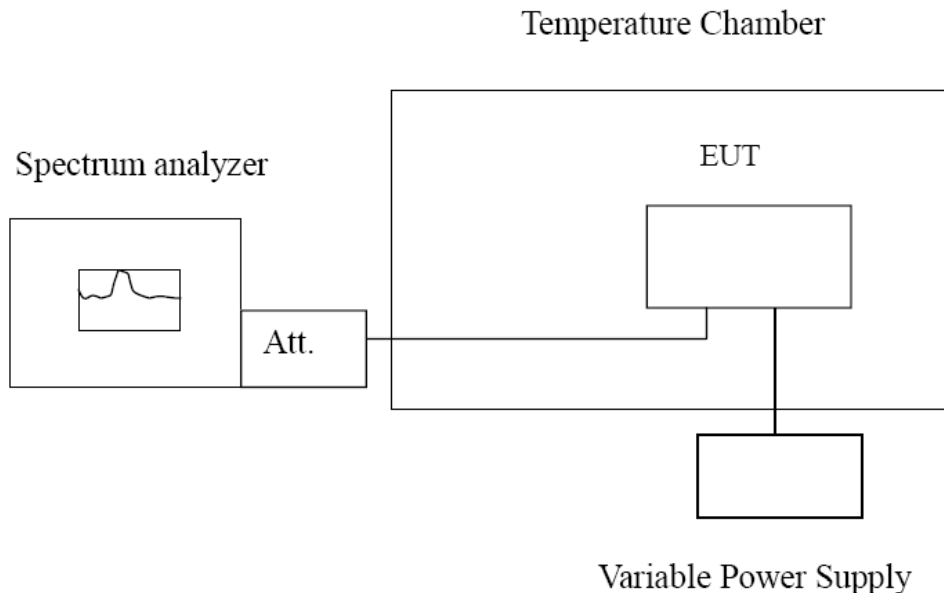 Temperature Chamber
Spectrum analyzer
EUT
Att.
Variable Power Supply